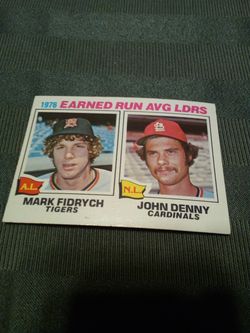 1976 EARNED RUN AVG LDRS
A.L.
N.L.
MARK FIDRYCH
TIGERS
JOHN DENNY
CARDINALS